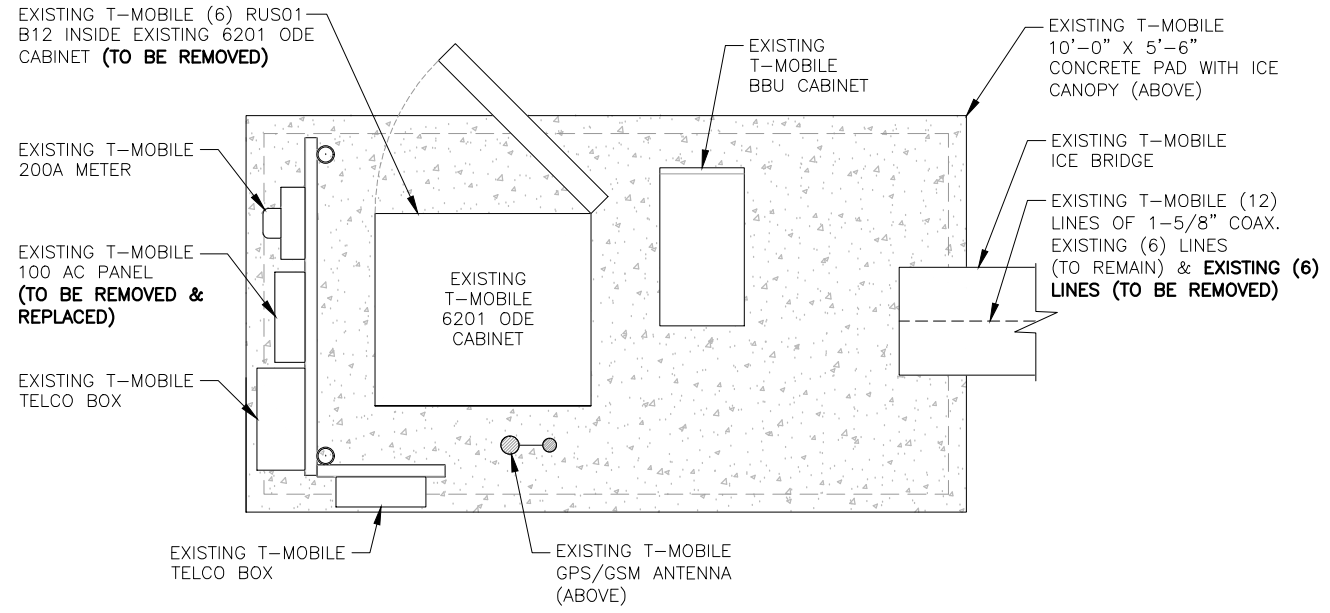 EXISTING T-MOBILE (6) RUS01
B12 INSIDE EXISTING 6201 ODE
CABINET (TO BE REMOVED)
EXISTING
T-MOBILE
BBU CABINET
EXISTING T-MOBILE
10'-0" X 5'-6"
CONCRETE PAD WITH ICE
CANOPY (ABOVE)
EXISTING T-MOBILE
200A METER
EXISTING T-MOBILE
ICE BRIDGE
EXISTING T-MOBILE (12)
LINES OF 1-5/8" COAX.
EXISTING (6) LINES
(TO REMAIN) & EXISTING (6)
LINES (TO BE REMOVED)
EXISTING T-MOBILE
100 AC PANEL
(TO BE REMOVED &
REPLACED)
EXISTING
T-MOBILE
6201 ODE
CABINET
EXISTING T-MOBILE
TELCO BOX
EXISTING T-MOBILE
TELCO BOX
EXISTING T-MOBILE
GPS/GSM ANTENNA
(ABOVE)